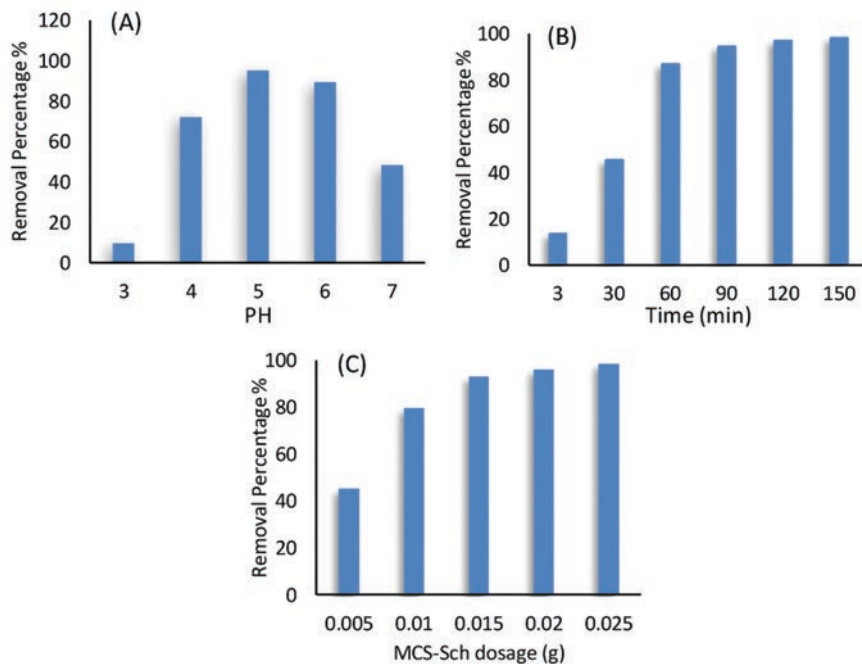 (A)
Removal Percentage %
120
100
80
60
40
20
0
3 4 5 6 7
PH
(B)
Removal Percentage %
100
80
60
40
20
0
3 30 60 90 120 150
Time (min)
(C)
Removal Percentage %
100
80
60
40
20
0
0.005 0.01 0.015 0.02 0.025
MCS-Sch dosage (g)